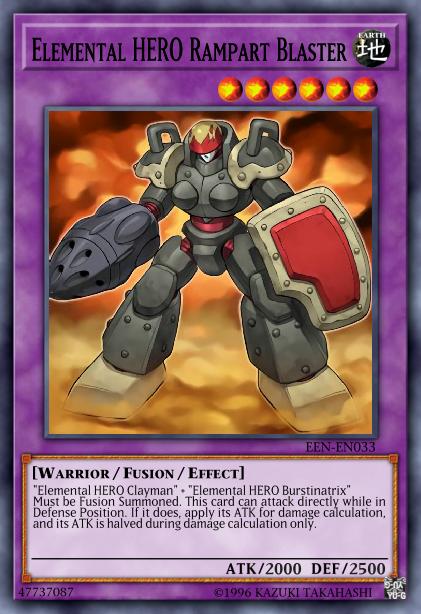 ELEMENTAL HERO RAMPART BLASTER
EARTH
地
EEN-EN033
[WARRIOR / FUSION / EFFECT]
"Elemental HERO Clayman" + "Elemental HERO Burstinatrix"
Must be Fusion Summoned. This card can attack directly while in
Defense Position. If it does, apply its ATK for damage calculation,
and its ATK is halved during damage calculation only.
ATK/2000 DEF/2500
47737087
©1996 KAZUKI TAKAHASHI